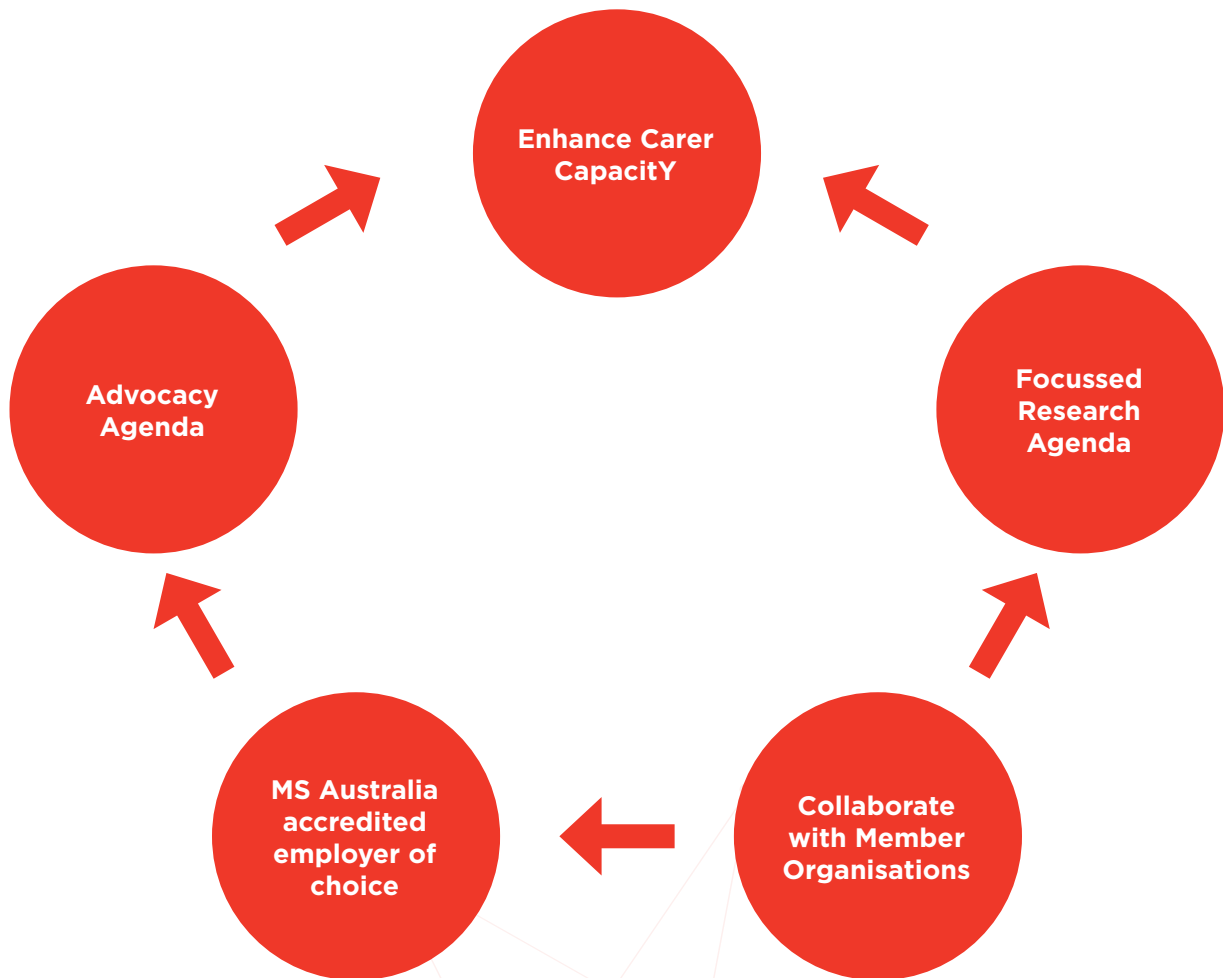 Enhance Carer
CapacitY
Advocacy
Agenda
Focussed
Research
Agenda
MS Australia
accredited
employer of
choice
Collaborate
with Member
Organisations